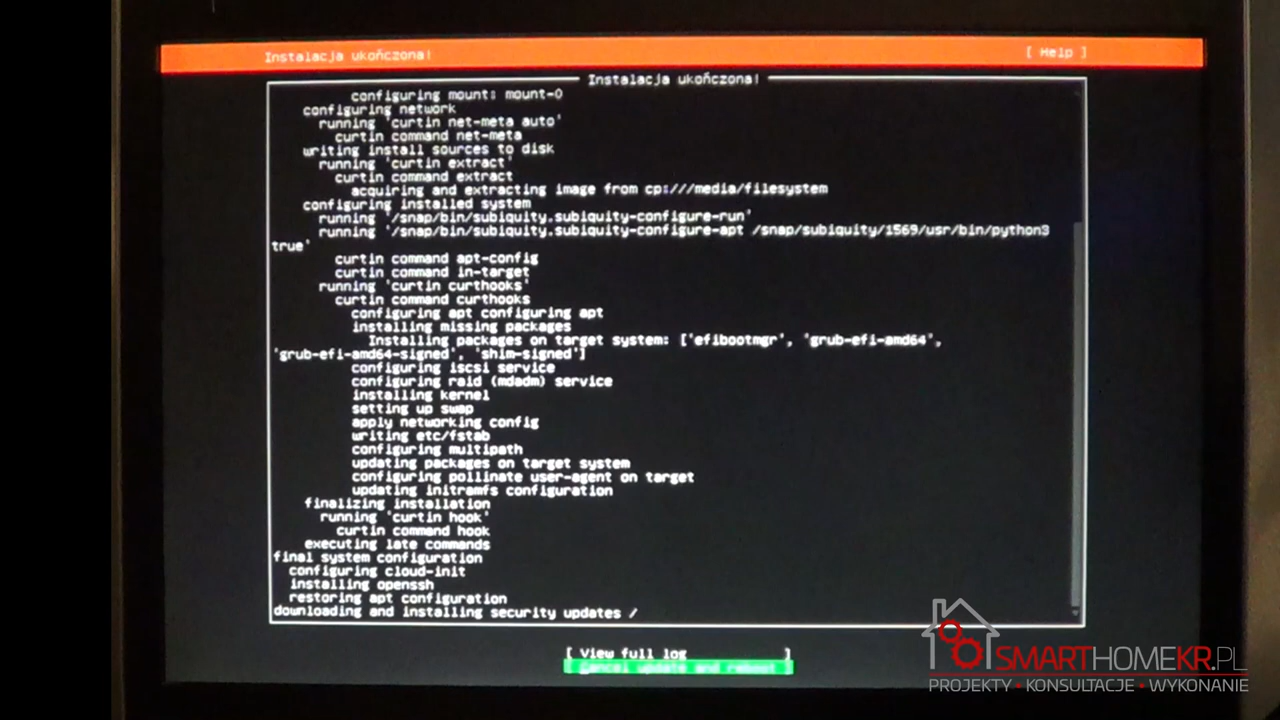 Instalacja ukończona! [ Help ]
Instalacja ukończona!
configuring mount: mount-0
configuring network
running 'curtin net-meta auto'
curtin command net-meta
writing install sources to disk
running 'curtin extract'
curtin command extract
acquiring and extracting image from cp:///media/filesystem
configuring installed system
running '/snap/bin/subiquity.subiquity-configure-run'
running '/snap/bin/subiquity.subiquity-configure-apt /snap/subiquity/1569/usr/bin/python3
true'
curtin command apt-config
curtin command in-target
running 'curtin curthooks'
curtin command curthooks
configuring apt configuring apt
installing missing packages
Installing packages on target system: ['efibootmgr', 'grub-efi-amd64',
'grub-efi-amd64-signed', 'shim-signed']
configuring iscsi service
configuring raid (mdadm) service
installing kernel
setting up swap
apply networking config
writing etc/fstab
configuring multipath
updating packages on target system
configuring pollinate user-agent on target
updating initramfs configuration
finalizing installation
running 'curtin hook'
curtin command hook
executing late commands
final system configuration
configuring cloud-init
installing openssh
restoring apt configuration
downloading and installing security updates /
[ View full log ]
[ Cancel update and reboot ]
SMARTHOMEKR.PL
PROJEKTY • KONSULTACJE • WYKONANIE